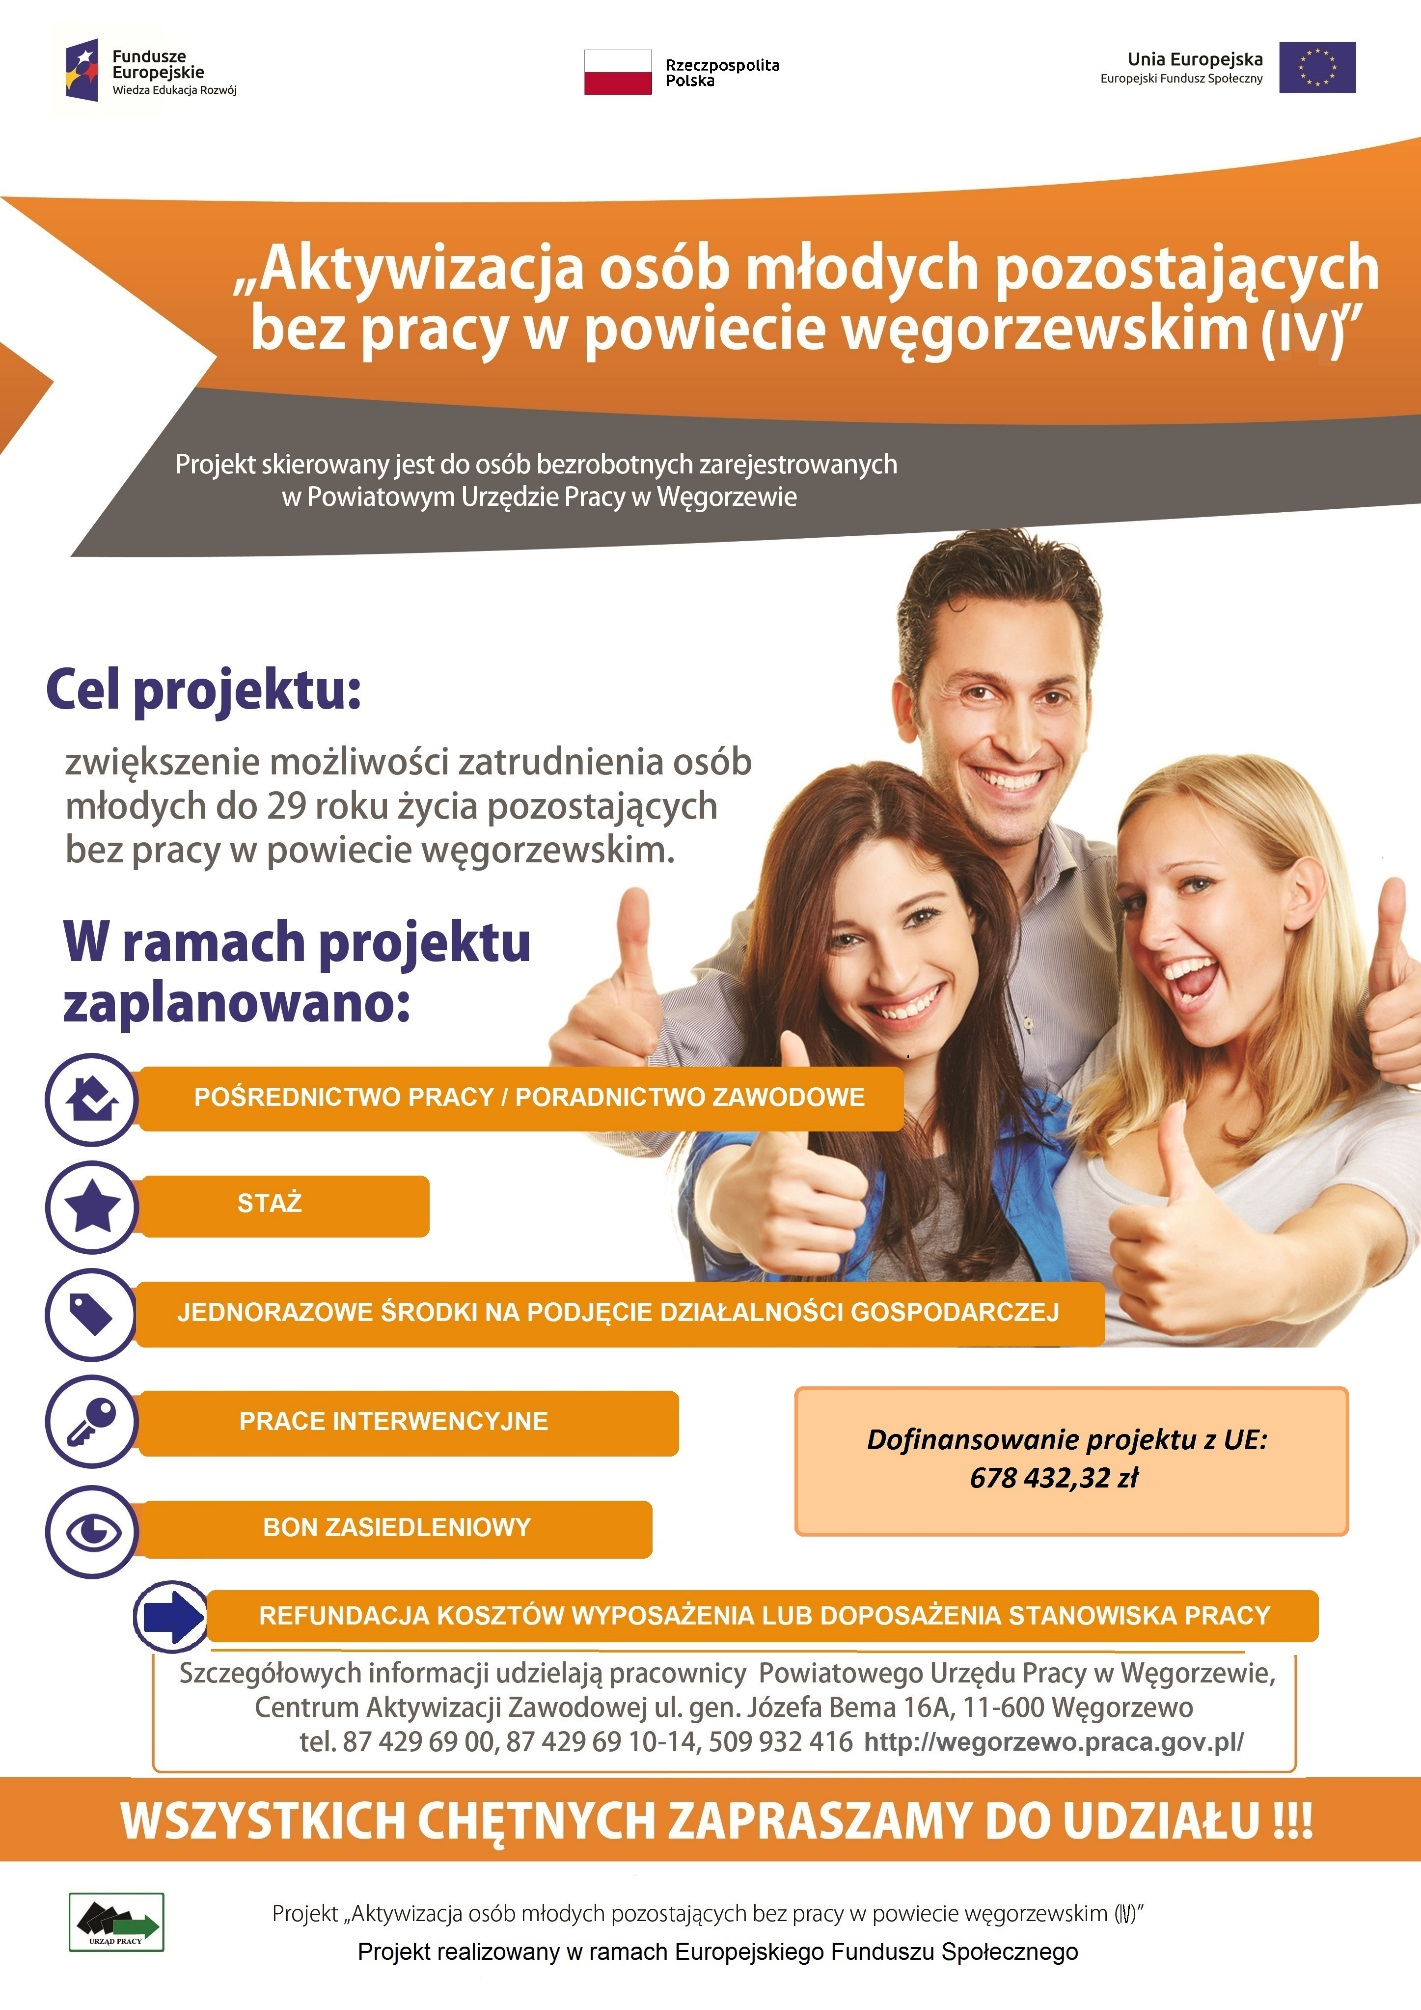 Fundusze
Europejskie
Wiedza Edukacja Rozwój
Rzeczpospolita
Polska
Unia Europejska
Europejski Fundusz Społeczny
„Aktywizacja osób młodych pozostających
bez pracy w powiecie węgorzewskim (IV)”
Projekt skierowany jest do osób bezrobotnych zarejestrowanych
w Powiatowym Urzędzie Pracy w Węgorzewie
Cel projektu:
zwiększenie możliwości zatrudnienia osób
młodych do 29 roku życia pozostających
bez pracy w powiecie węgorzewskim.
W ramach projektu
zaplanowano:
POŚREDNICTWO PRACY / PORADNICTWO ZAWODOWE
STAŻ
JEDNORAZOWE ŚRODKI NA PODJĘCIE DZIAŁALNOŚCI GOSPODARCZEJ
PRACE INTERWENCYJNE
Dofinansowanie projektu z UE:
678 432,32 zł
BON ZASIEDLENIOWY
REFUNDACJA KOSZTÓW WYPOSAŻENIA LUB DOPOSAŻENIA STANOWISKA PRACY
Szczegółowych informacji udzielają pracownicy Powiatowego Urzędu Pracy w Węgorzewie,
Centrum Aktywizacji Zawodowej ul. gen. Józefa Bema 16A, 11-600 Węgorzewo
tel. 87 429 69 00, 87 429 69 10-14, 509 932 416 http://wegorzewo.praca.gov.pl/
WSZYSTKICH CHĘTNYCH ZAPRASZAMY DO UDZIAŁU !!!
URZĄD PRACY
Projekt „Aktywizacja osób młodych pozostających bez pracy w powiecie węgorzewskim (IV)”
Projekt realizowany w ramach Europejskiego Funduszu Społecznego